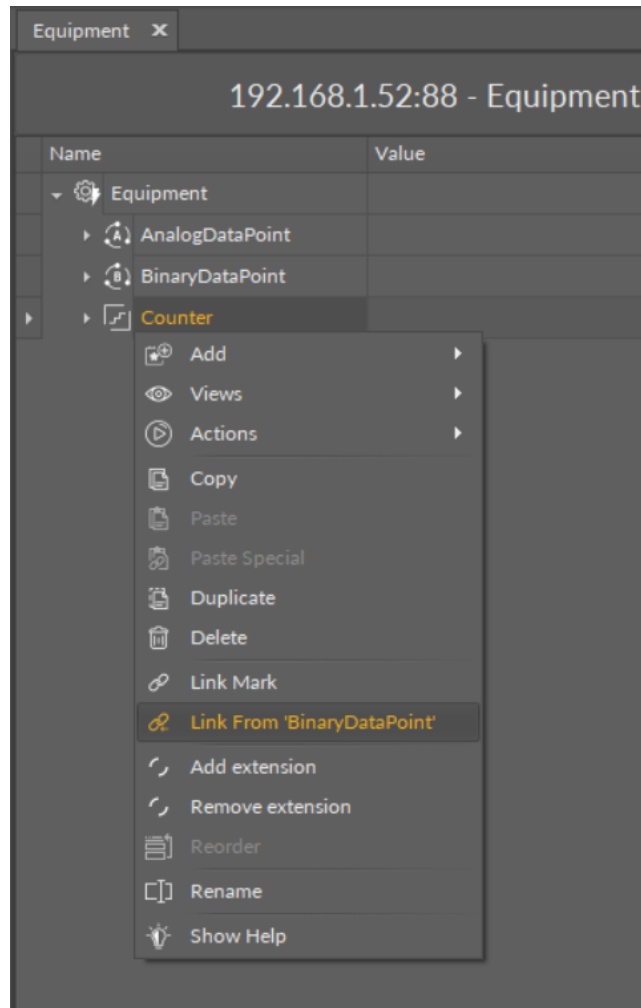 Equipment ×
192.168.1.52:88 - Equipment
Name Value
Equipment
A AnalogDataPoint
B BinaryDataPoint
Counter
Add
Views
Actions
Copy
Paste
Paste Special
Duplicate
Delete
Link Mark
Link From 'BinaryDataPoint'
Add extension
Remove extension
Reorder
Rename
Show Help